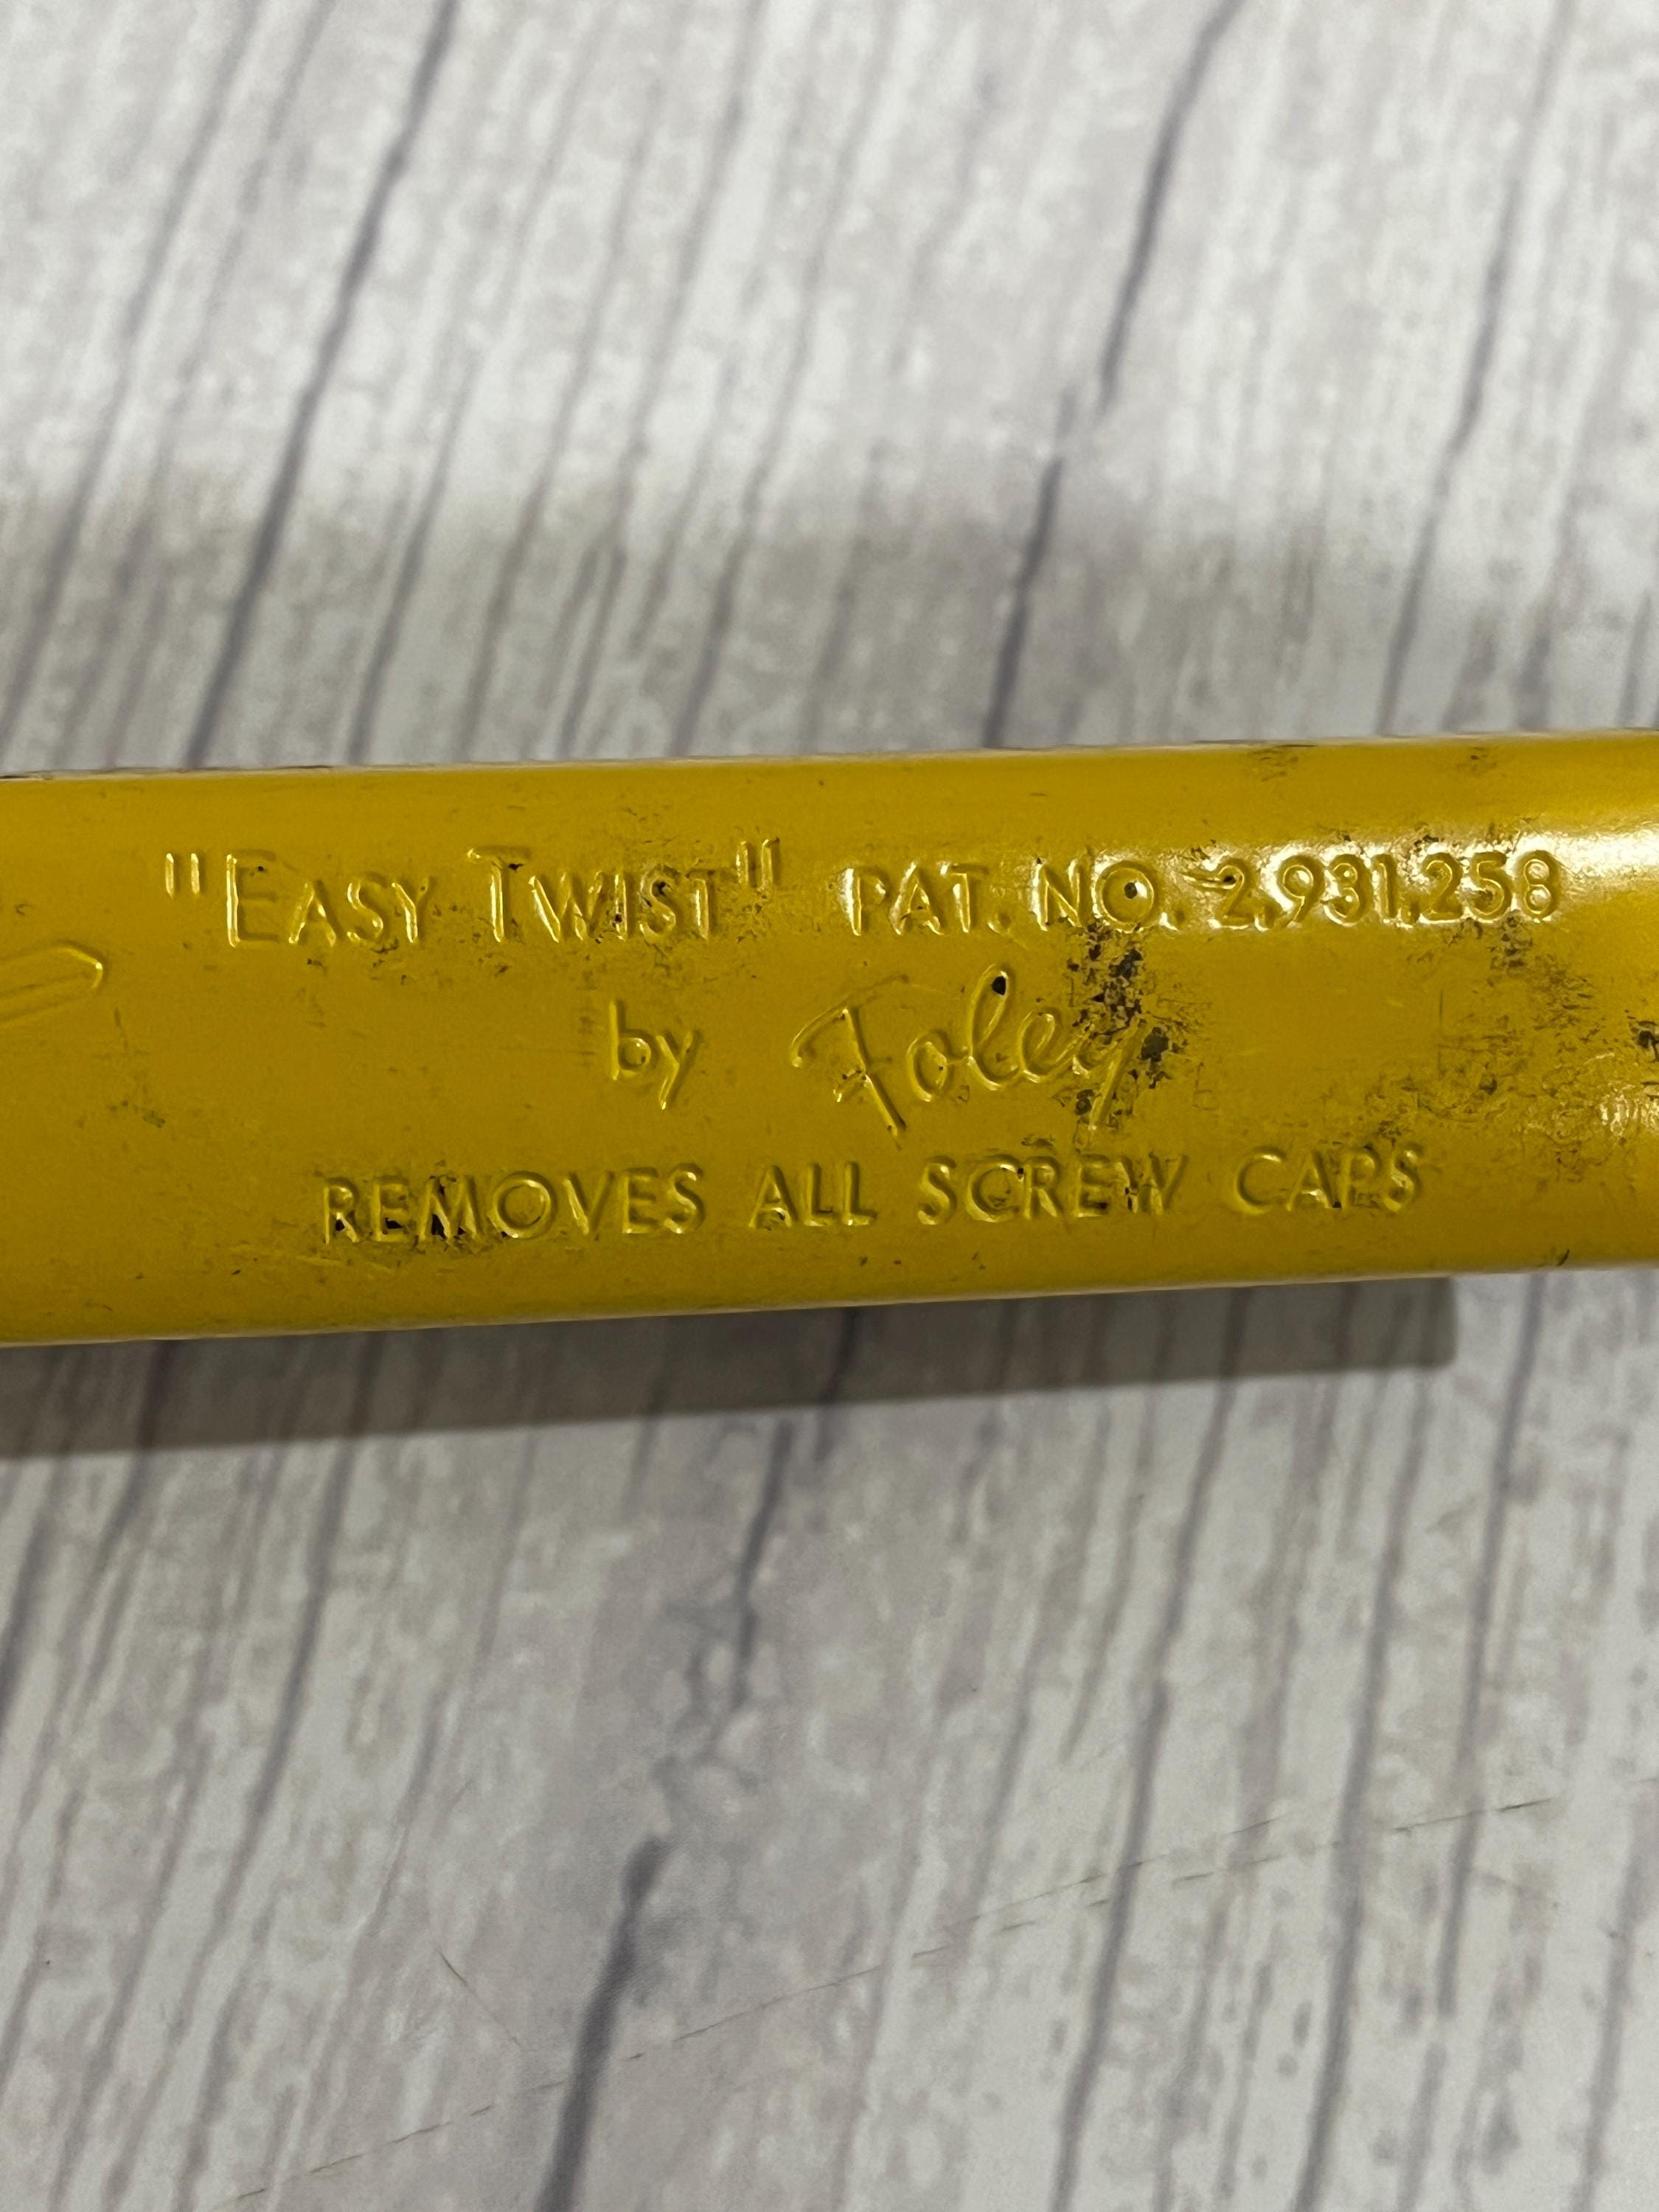 "EASY TWIST" PAT. NO. 2,931,258
by Foley
REMOVES ALL SCREW CAPS